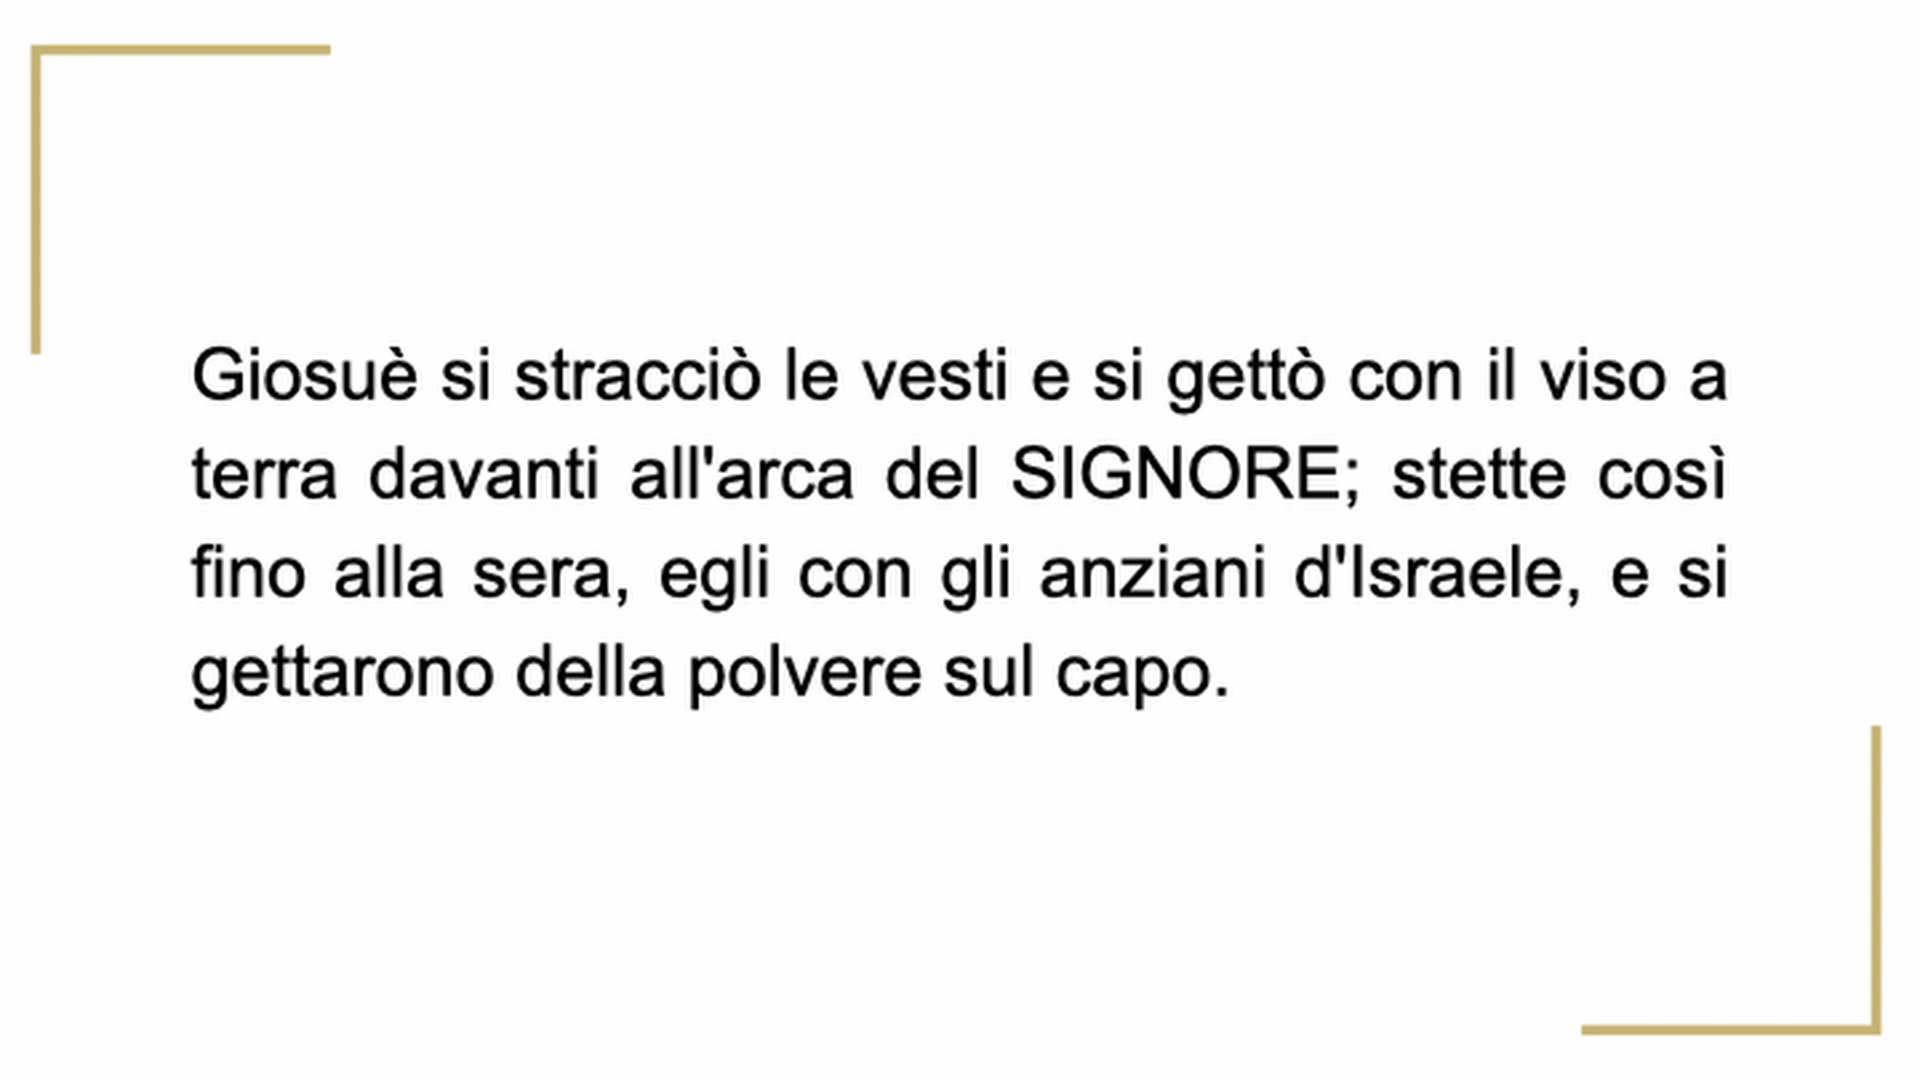 Giosuè si stracciò le vesti e si gettò con il viso a
terra davanti all'arca del SIGNORE; stette così
fino alla sera, egli con gli anziani d'Israele, e si
gettarono della polvere sul capo.